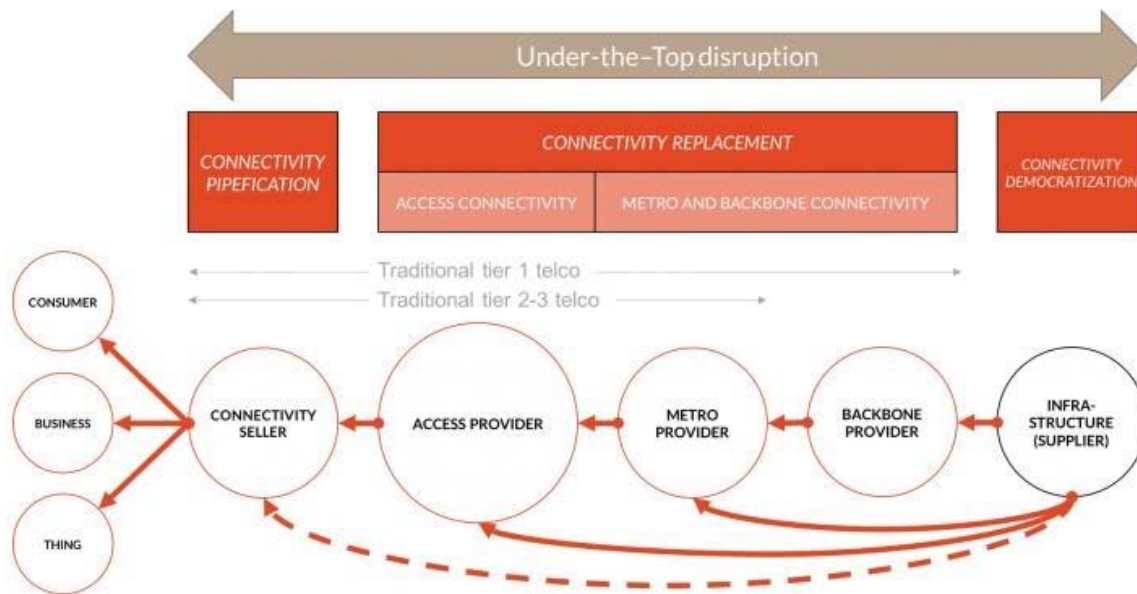 Under-the–Top disruption
CONNECTIVITY
PIPEFICATION
CONNECTIVITY REPLACEMENT
ACCESS CONNECTIVITY
METRO AND BACKBONE CONNECTIVITY
CONNECTIVITY
DEMOCRATIZATION
Traditional tier 1 telco
Traditional tier 2-3 telco
CONSUMER
BUSINESS
THING
CONNECTIVITY
SELLER
ACCESS PROVIDER
METRO
PROVIDER
BACKBONE
PROVIDER
INFRA-
STRUCTURE
(SUPPLIER)